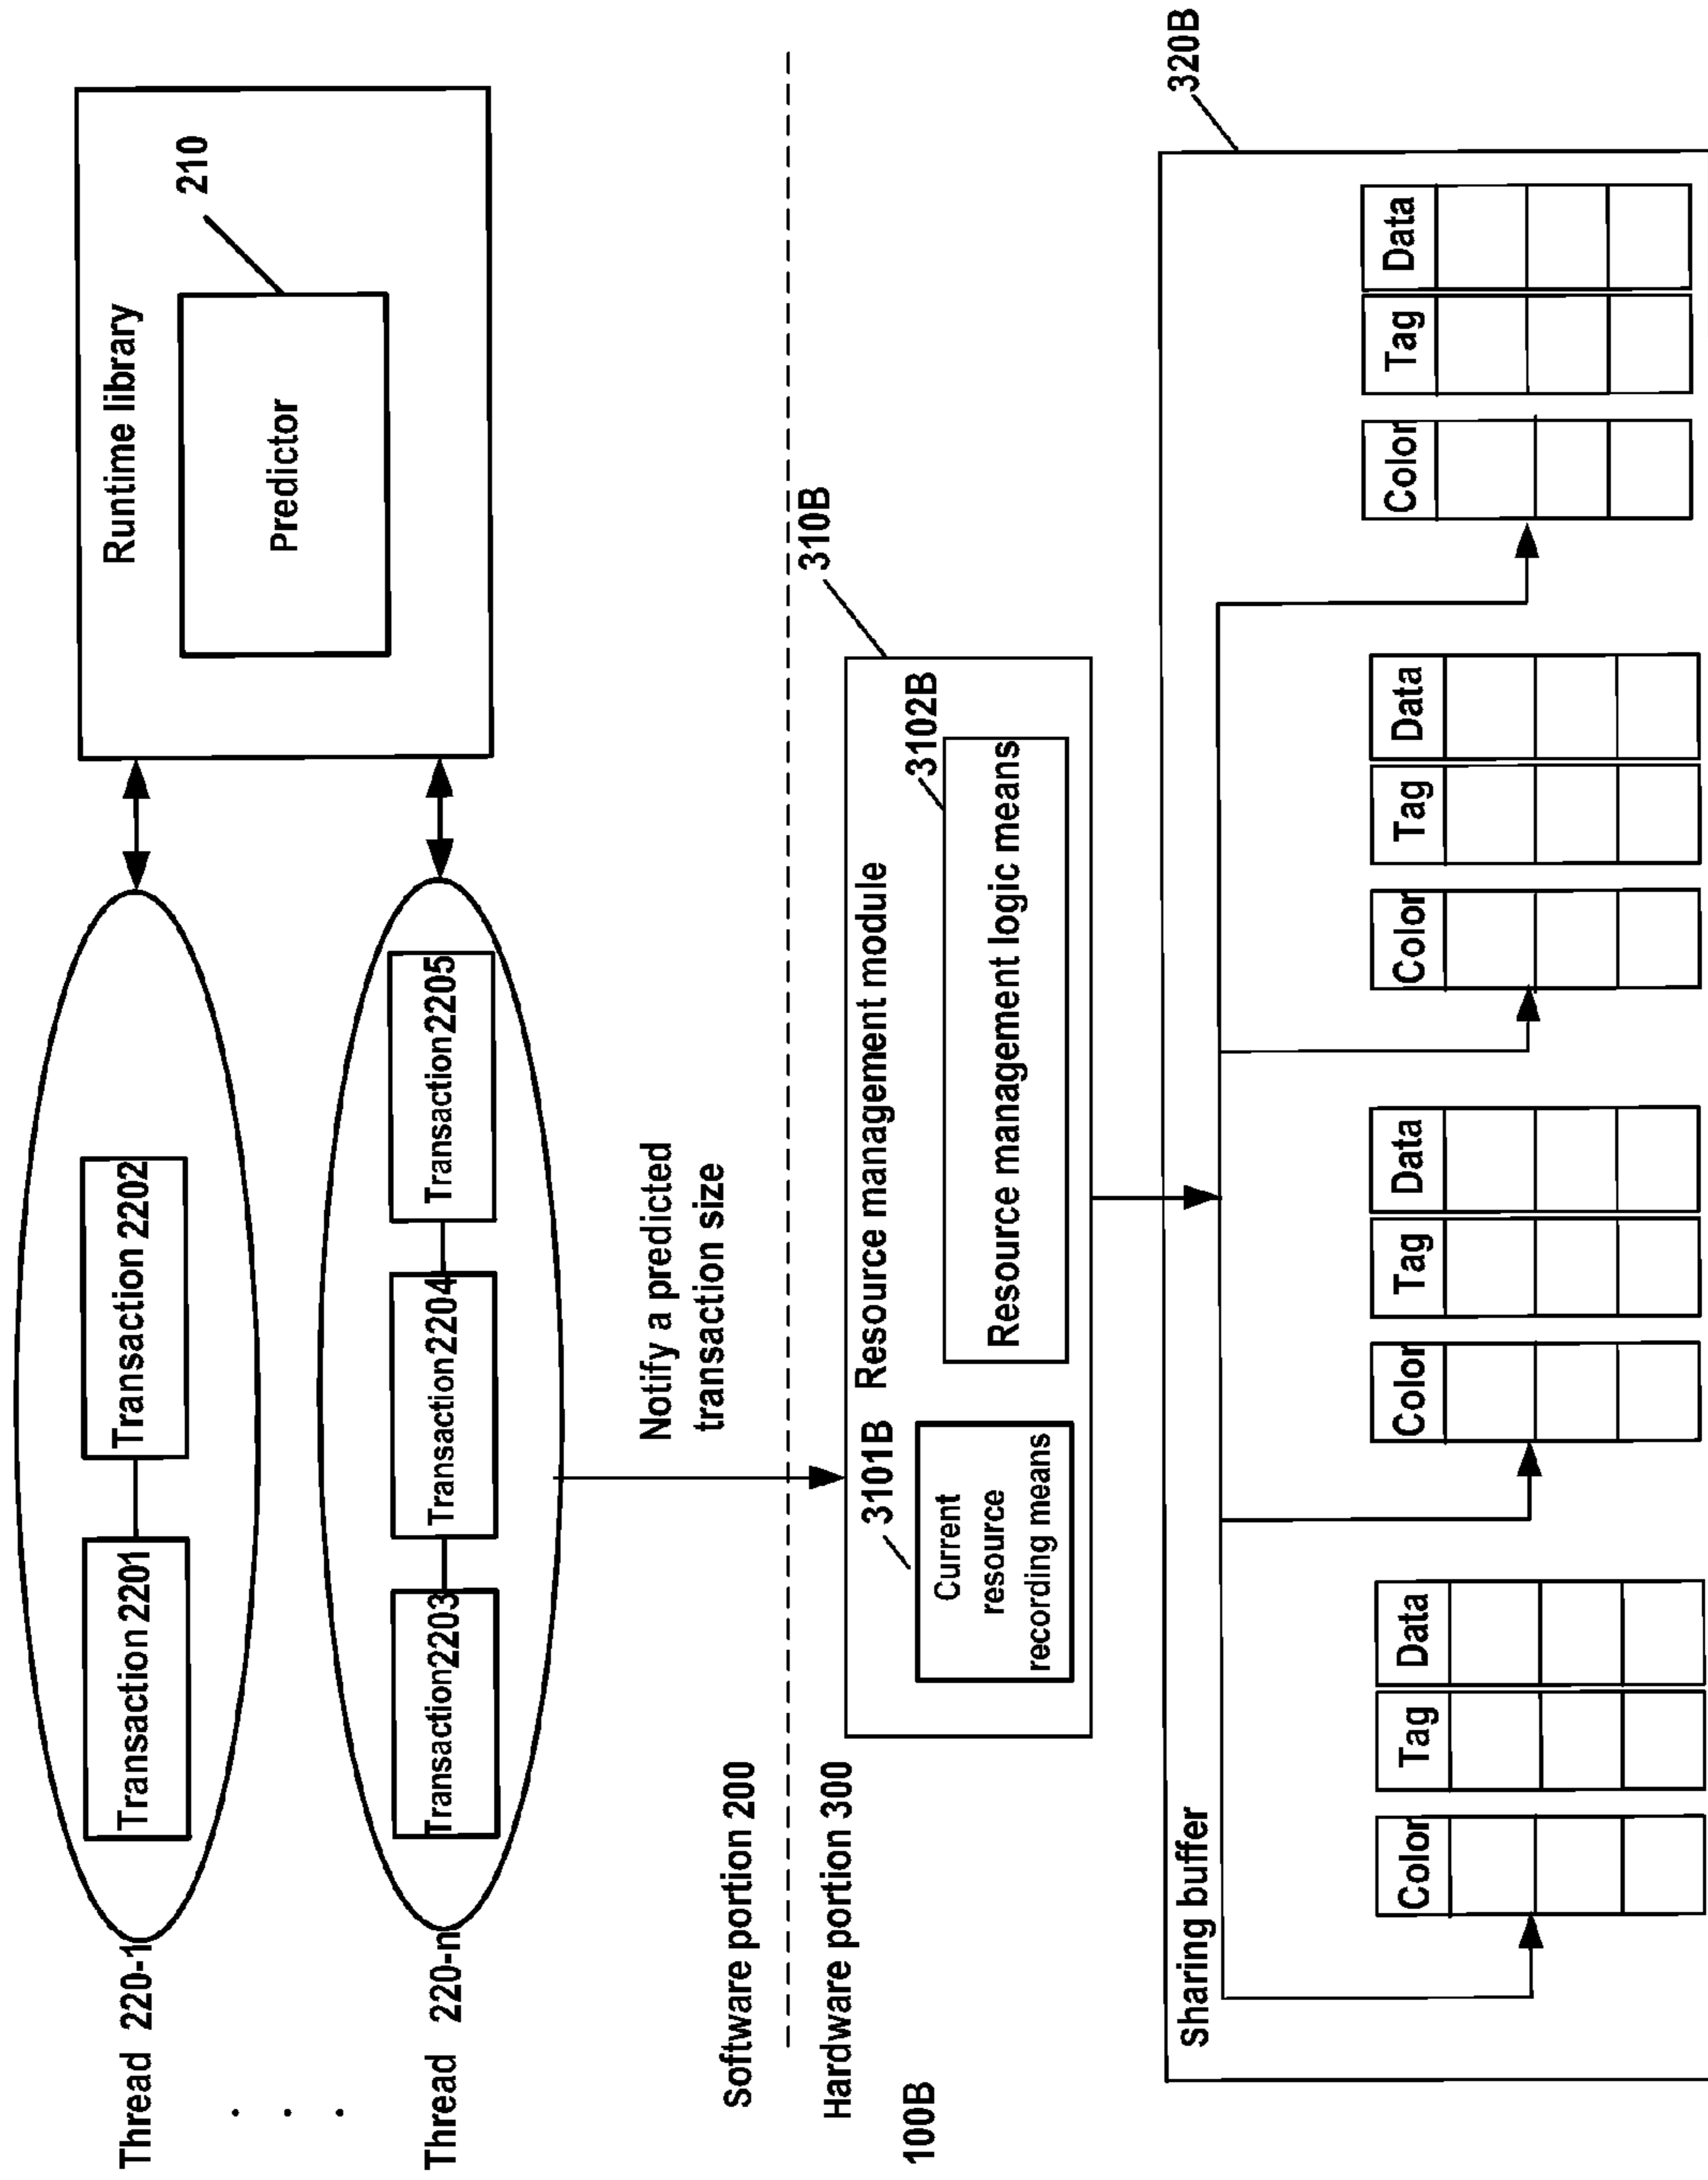 Thread 220-1
Transaction 2201
Transaction 2202
Runtime library
210
Predictor
. . .
Thread 220-n
Transaction2203
Transaction2204
Transaction2205
Notify a predicted
transaction size
Software portion 200
Hardware portion 300
100B
310B
3101B
Resource management module
3102B
Current
resource
recording means
Resource management logic means
320B
sharing buffer
Color
Tag
Data
Color
Tag
Data
Color
Tag
Data
Color
Tag
Data